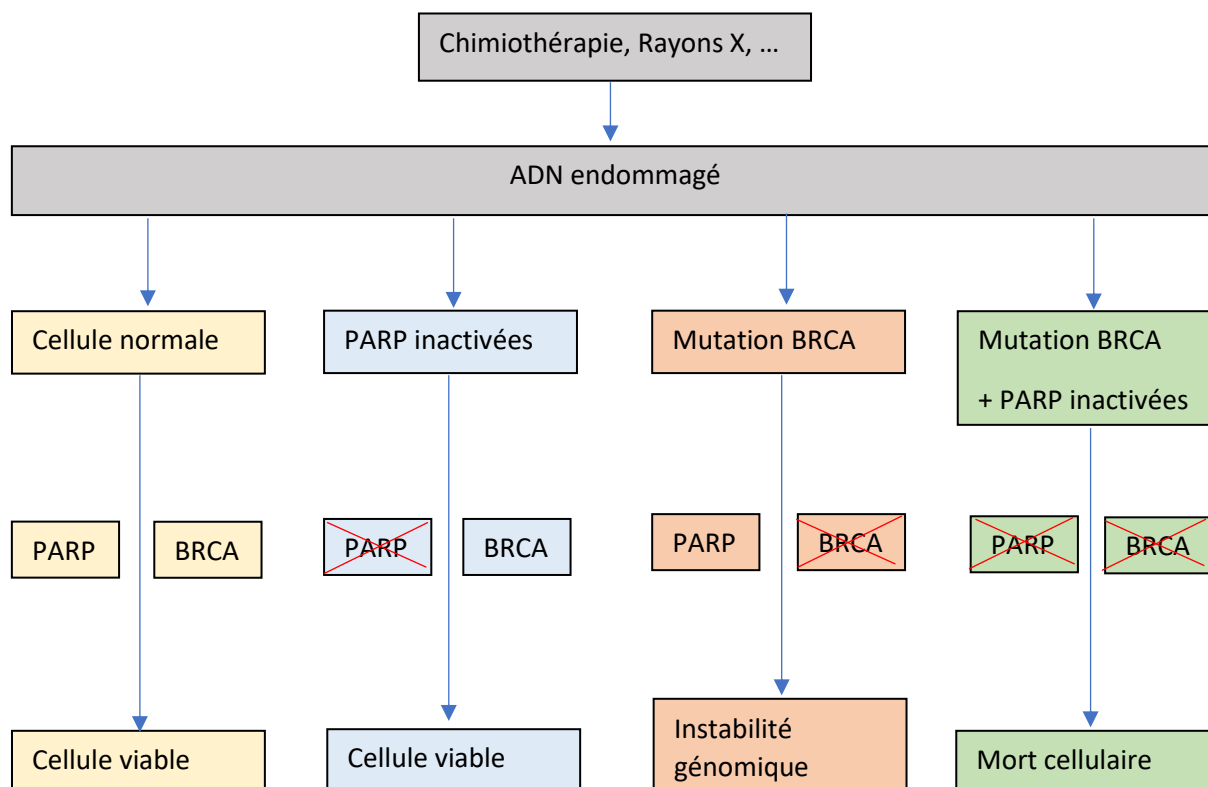 Chimiothérapie, Rayons X, …
ADN endommagé
Cellule normale
PARP inactivées
Mutation BRCA
Mutation BRCA
+ PARP inactivées
PARP
BRCA
PARP
BRCA
PARP
BRCA
PARP
BRCA
Cellule viable
Cellule viable
Instabilité
génomique
Mort cellulaire